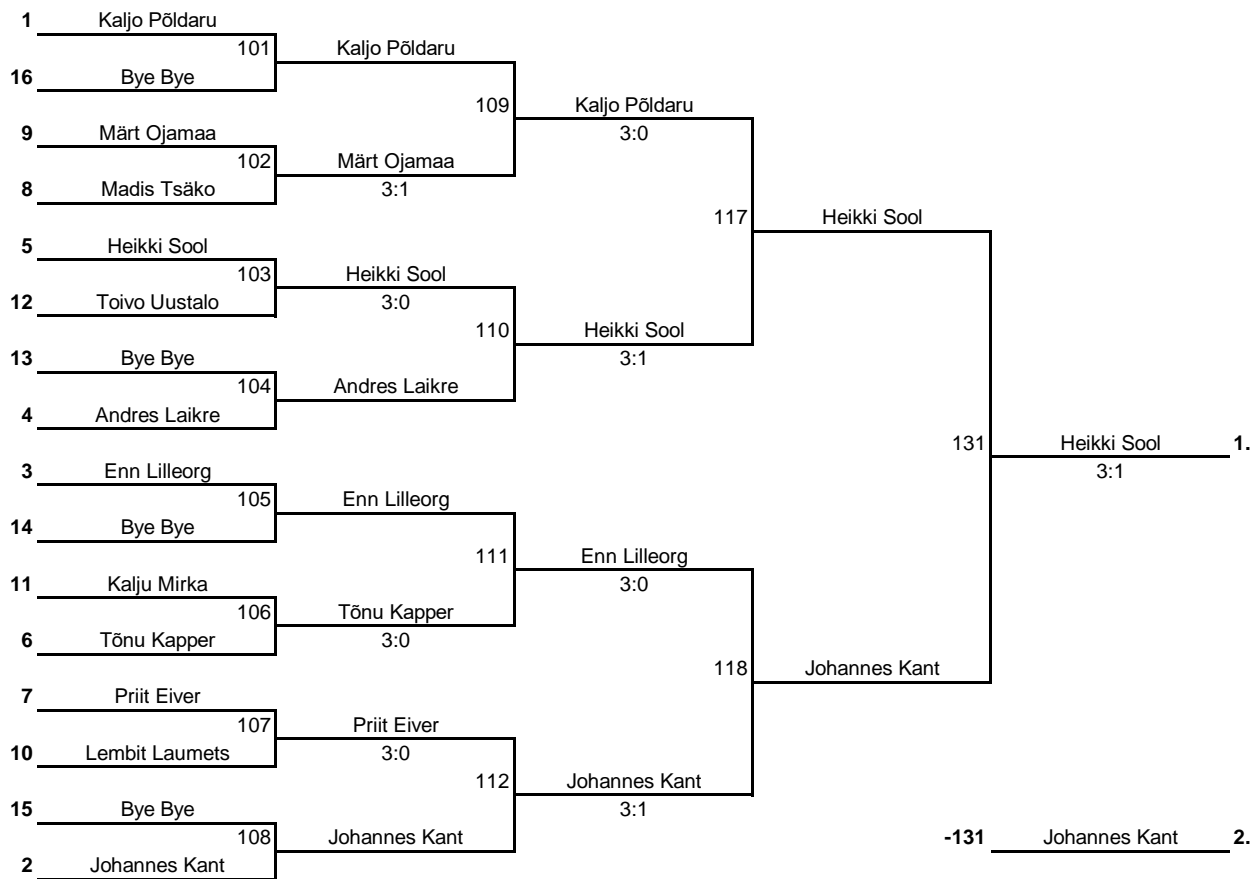 1 Kaljo Põldaru
101 Kaljo Põldaru
16 Bye Bye
109 Kaljo Põldaru
3:0
9 Märt Ojamaa
102 Märt Ojamaa
3:1
8 Madis Tsäko
117 Heikki Sool
5 Heikki Sool
103 Heikki Sool
3:0
12 Toivo Uustalo
110 Heikki Sool
3:1
13 Bye Bye
104 Andres Laikre
4 Andres Laikre
131 Heikki Sool 1.
3:1
3 Enn Lilleorg
105 Enn Lilleorg
14 Bye Bye
111 Enn Lilleorg
3:0
11 Kalju Mirka
106 Tõnu Kapper
3:0
6 Tõnu Kapper
118 Johannes Kant
7 Priit Eiver
107 Priit Eiver
3:0
10 Lembit Laumets
112 Johannes Kant
3:1
15 Bye Bye
108 Johannes Kant
-131 Johannes Kant 2.
2 Johannes Kant